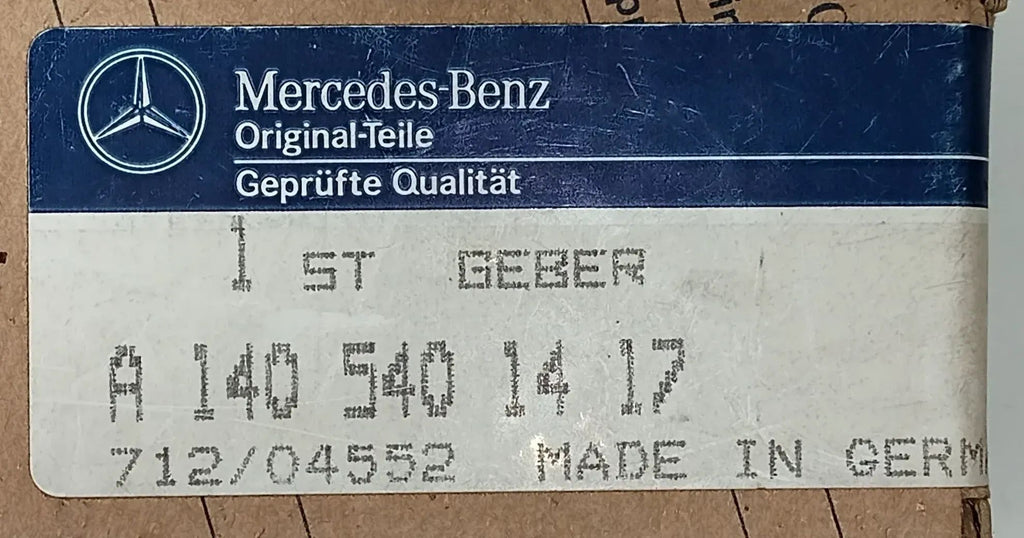 Mercedes-Benz
Original-Teile
Geprüfte Qualität
1 ST GEBER
A 140 540 14 17
712/04552 MADE IN GERM